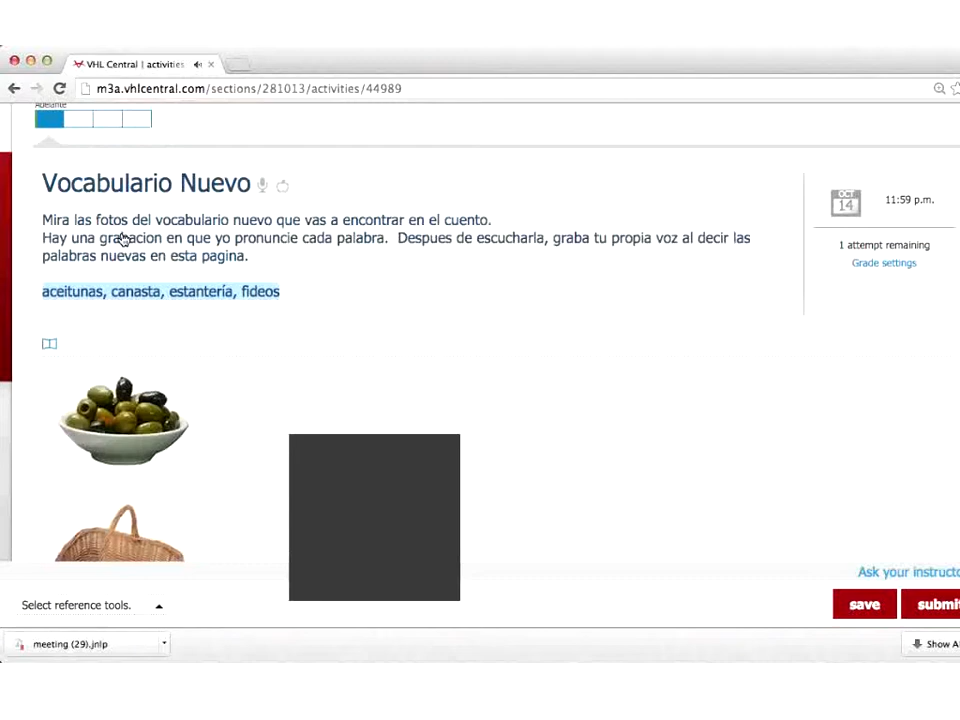 VHL Central | activities
m3a.vhlcentral.com/sections/281013/activities/44989
Adelante
Vocabulario Nuevo
OCT
14
11:59 p.m.
Mira las fotos del vocabulario nuevo que vas a encontrar en el cuento.
Hay una grabacion en que yo pronuncie cada palabra. Despues de escucharla, graba tu propia voz al decir las
palabras nuevas en esta pagina.
1 attempt remaining
Grade settings
aceitunas, canasta, estantería, fideos
Ask your instructo
Select reference tools.
save
submit
meeting (29).jnlp
Show Al